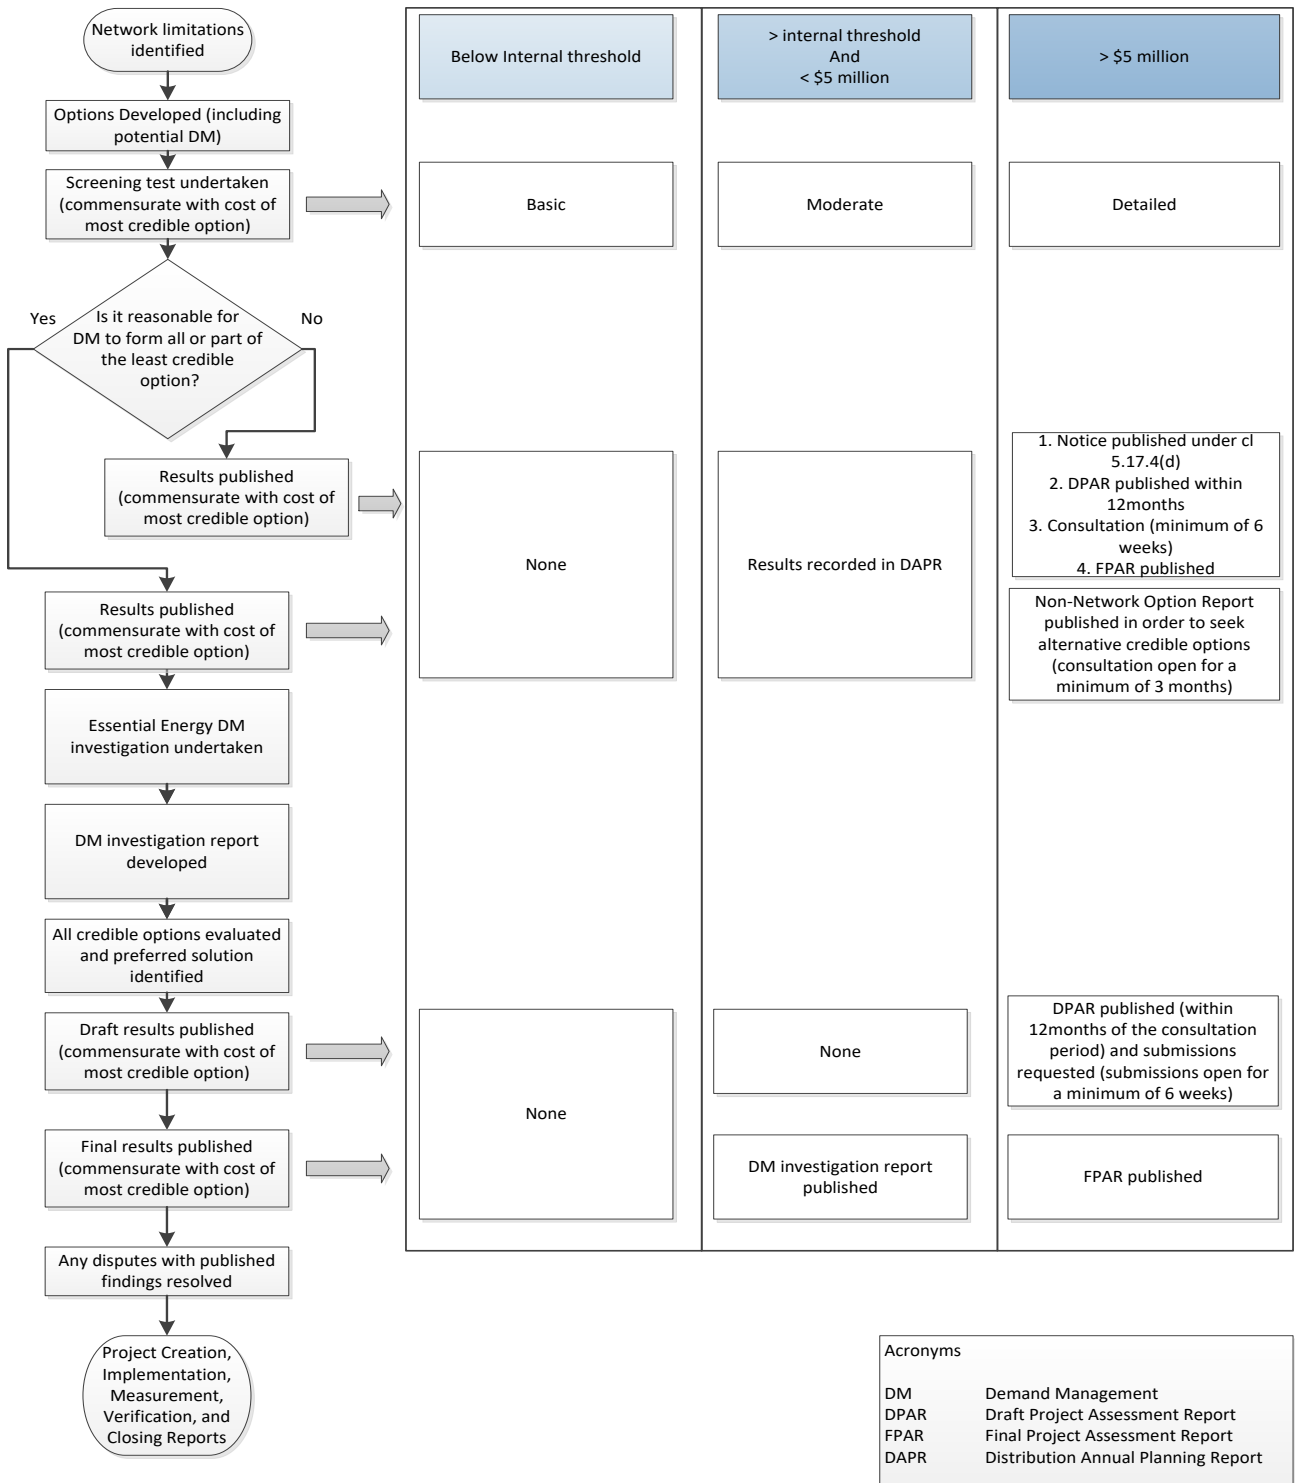 Network limitations
identified
Options Developed (including
potential DM)
Screening test undertaken
(commensurate with cost of
most credible option)
Yes
Is it reasonable for
DM to form all or part of
the least credible
option?
No
Results published
(commensurate with cost of
most credible option)
Results published
(commensurate with cost of
most credible option)
Essential Energy DM
investigation undertaken
DM investigation report
developed
All credible options evaluated
and preferred solution
identified
Draft results published
(commensurate with cost of
most credible option)
Final results published
(commensurate with cost of
most credible option)
Any disputes with published
findings resolved
Project Creation,
Implementation,
Measurement,
Verification, and
Closing Reports
Below Internal threshold
Basic
None
None
> internal threshold
And
< $5 million
Moderate
Results recorded in DAPR
None
DM investigation report
published
> $5 million
Detailed
1. Notice published under cl
5.17.4(d)
2. DPAR published within
12months
3. Consultation (minimum of 6
weeks)
4. FPAR published
Non-Network Option Report
published in order to seek
alternative credible options
(consultation open for a
minimum of 3 months)
DPAR published (within
12months of the consultation
period) and submissions
requested (submissions open for
a minimum of 6 weeks)
FPAR published
Acronyms
DM Demand Management
DPAR Draft Project Assessment Report
FPAR Final Project Assessment Report
DAPR Distribution Annual Planning Report